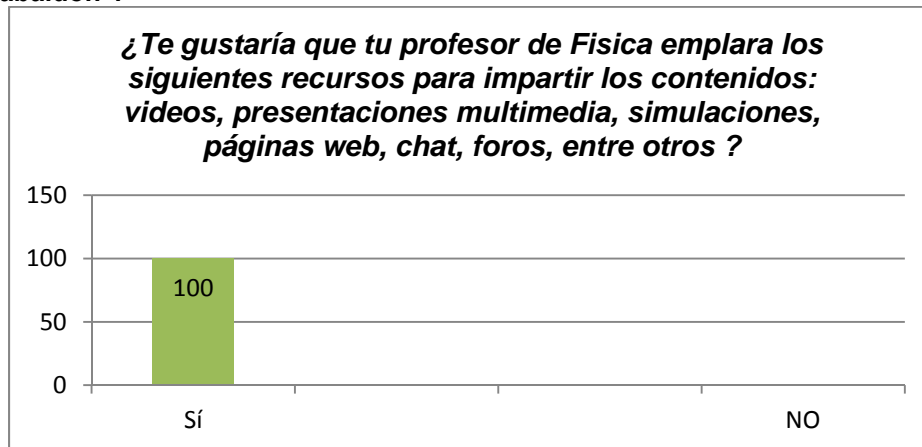 ¿Te gustaría que tu profesor de Fisica emplara los
siguientes recursos para impartir los contenidos:
videos, presentaciones multimedia, simulaciones,
páginas web, chat, foros, entre otros ?
150
100
100
50
0
Sí
NO